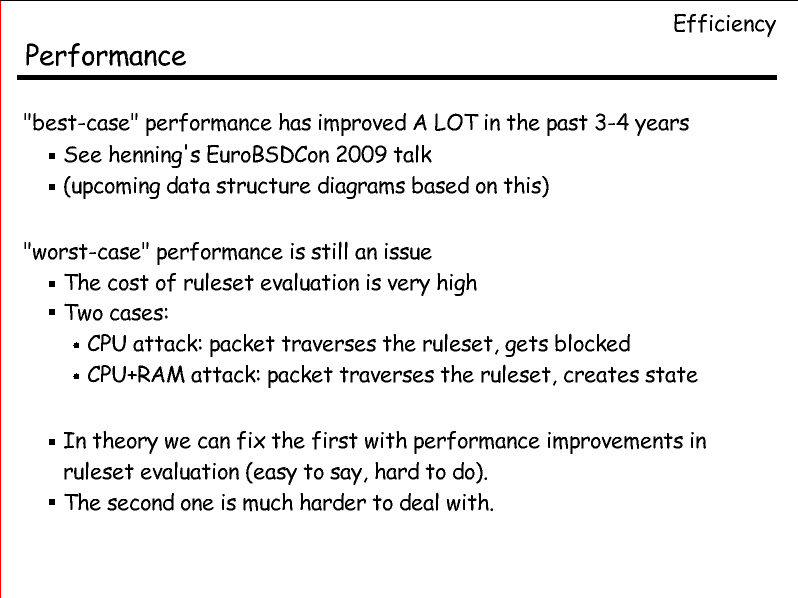 Efficiency
Performance
"best-case" performance has improved A LOT in the past 3-4 years
▪ See henning's EuroBSDCon 2009 talk
▪ (upcoming data structure diagrams based on this)
"worst-case" performance is still an issue
▪ The cost of ruleset evaluation is very high
▪ Two cases:
▪ CPU attack: packet traverses the ruleset, gets blocked
▪ CPU+RAM attack: packet traverses the ruleset, creates state
▪ In theory we can fix the first with performance improvements in
ruleset evaluation (easy to say, hard to do).
▪ The second one is much harder to deal with.